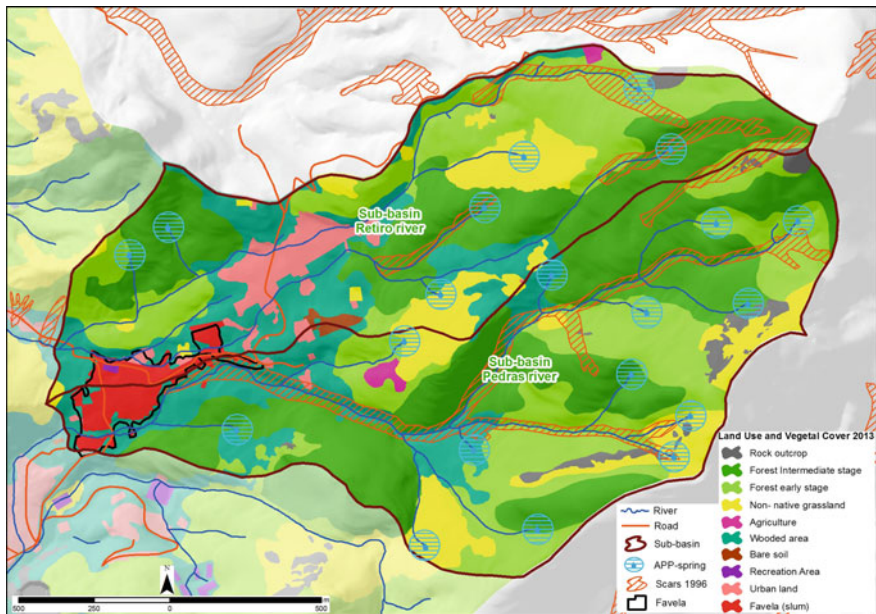 Sub-basin
Retiro river
Sub-basin
Pedras river
Land Use and Vegetal Cover 2013
Rock outcrop
Forest Intermediate stage
Forest early stage
Non- native grassland
Agriculture
Wooded area
Bare soil
Recreation Area
Urban land
Favela (slum)
River
Road
Sub-basin
APP-spring
Scars 1996
Favela
N
500
250
0
500
m